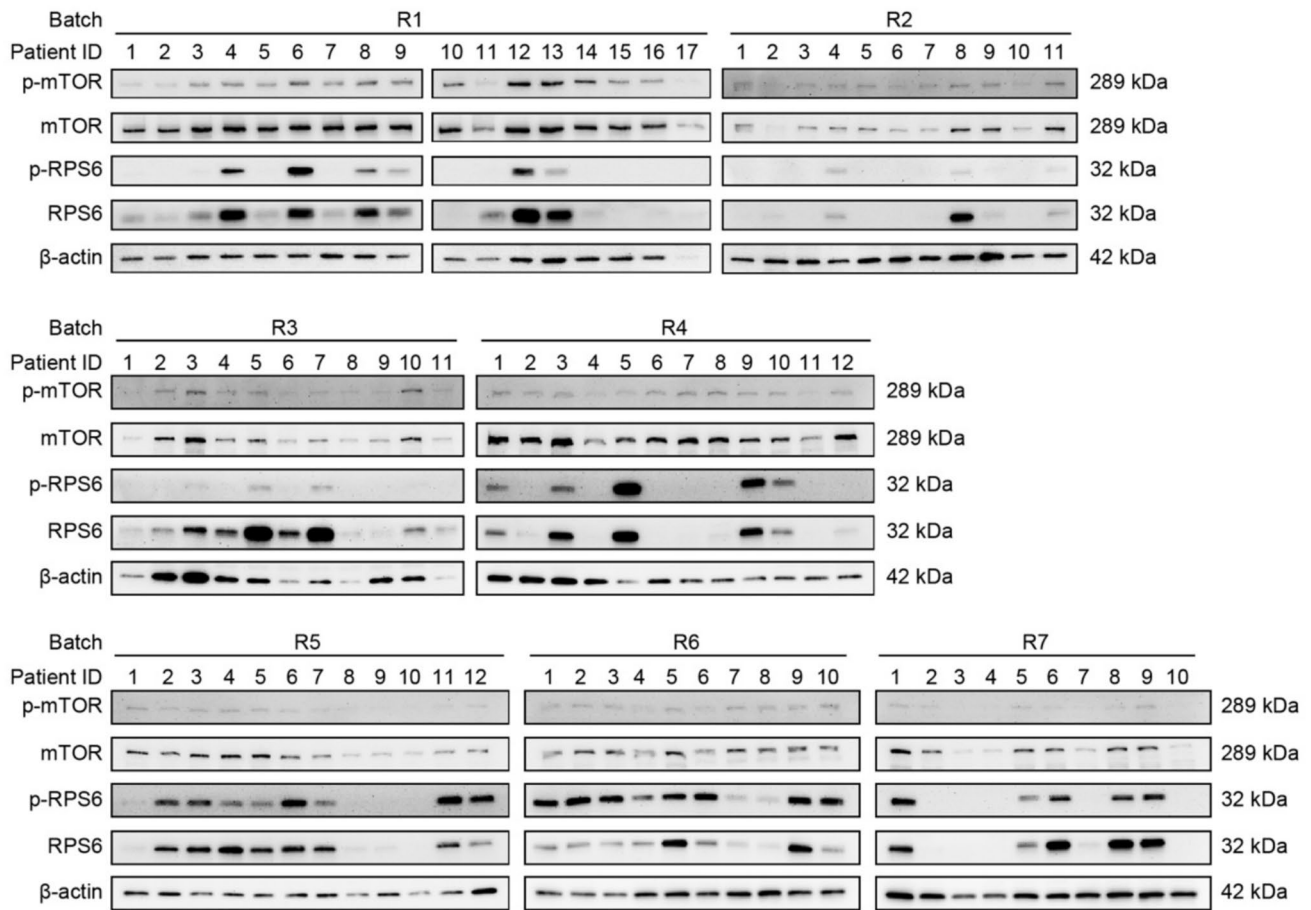 Batch R1 R2
Patient ID 1 2 3 4 5 6 7 8 9 10 11 12 13 14 15 16 17 1 2 3 4 5 6 7 8 9 10 11
p-mTOR 289 kDa
mTOR 289 kDa
p-RPS6 32 kDa
RPS6 32 kDa
β-actin 42 kDa
Batch R3 R4
Patient ID 1 2 3 4 5 6 7 8 9 10 11 1 2 3 4 5 6 7 8 9 10 11 12
p-mTOR 289 kDa
mTOR 289 kDa
p-RPS6 32 kDa
RPS6 32 kDa
β-actin 42 kDa
Batch R5 R6 R7
Patient ID 1 2 3 4 5 6 7 8 9 10 11 12 1 2 3 4 5 6 7 8 9 10 1 2 3 4 5 6 7 8 9 10
p-mTOR 289 kDa
mTOR 289 kDa
p-RPS6 32 kDa
RPS6 32 kDa
β-actin 42 kDa